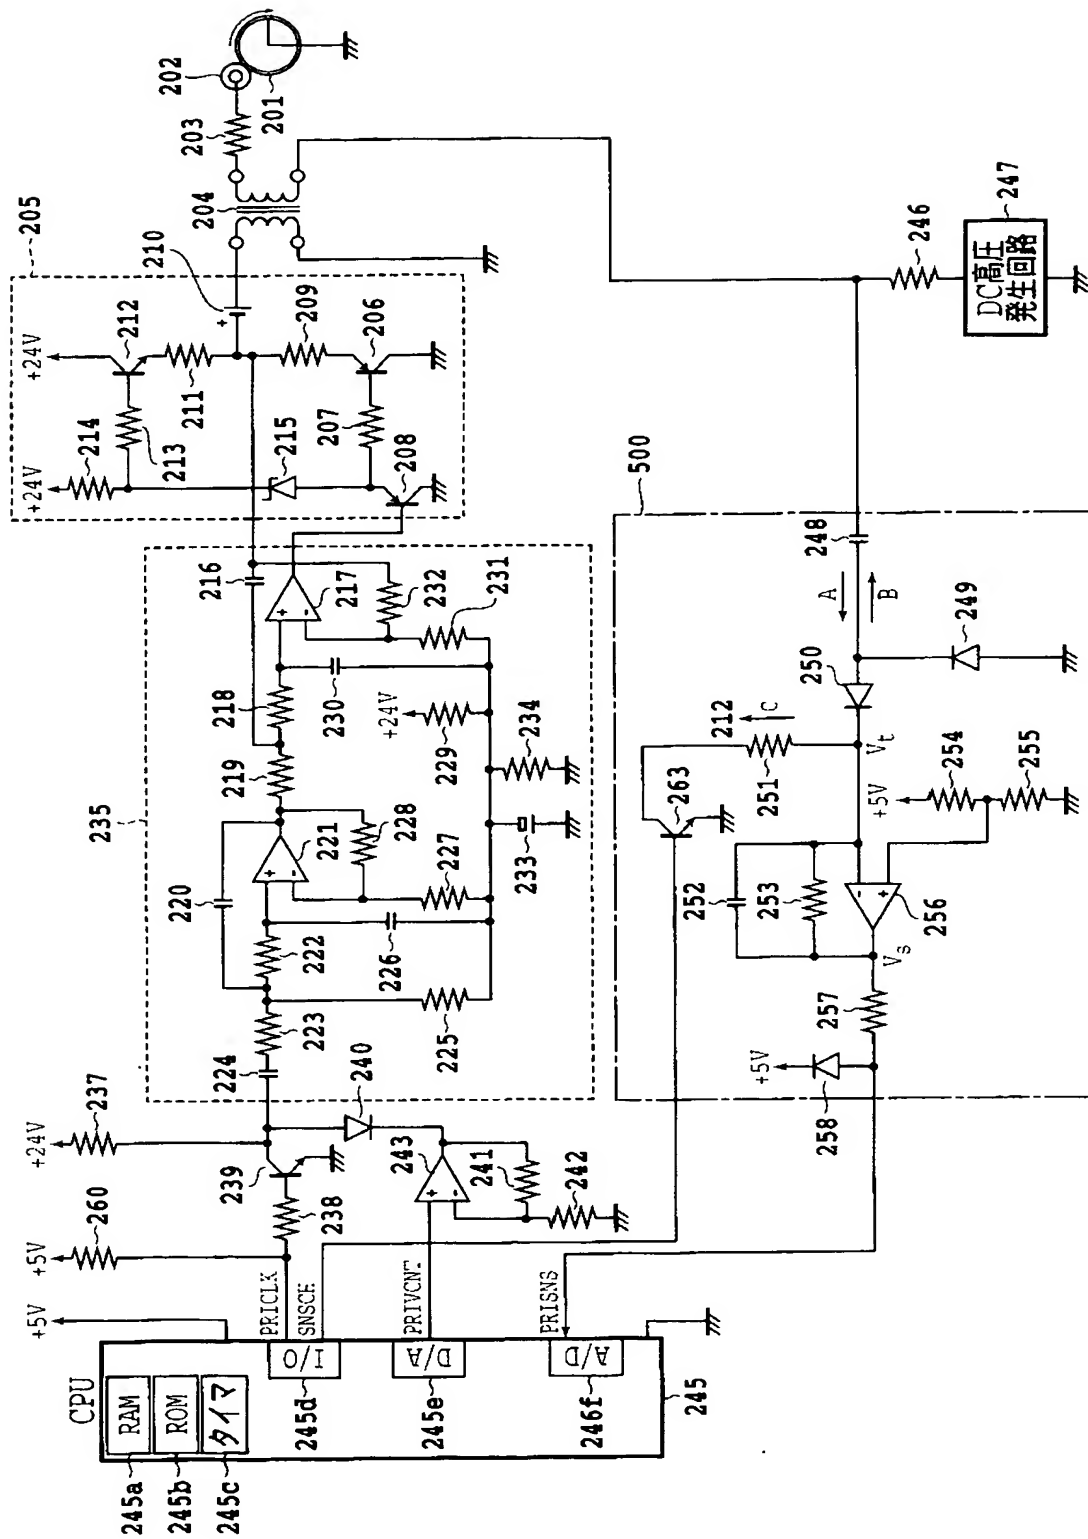 CPU
RAM
ROM
タイマ
245a
245b
245c
I/O
D/A
A/D
245d
245e
246f
245
+5V
PRICLK
SNSCH
PRIVCNT
PRISNS
+5V
260
+24V
237
239
238
240
243
241
242
235
224
223
222
220
225
226
221
227
228
219
218
216
217
230
+24V
229
233
234
232
231
205
+24V
214
213
+24V
212
211
215
207
208
209
206
210
204
203
202
201
500
+5V
258
257
Vs
252
253
256
263
212
C
251
Vt
+5V
254
255
250
249
A
B
248
246
DC高圧
発生回路
247
+
+
-
+
-
+
-
-
+